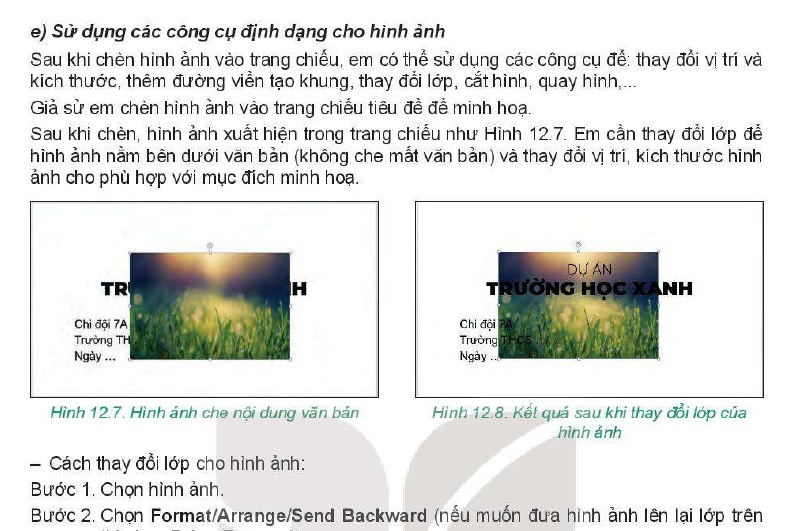 e) Sử dụng các công cụ định dạng cho hình ảnh
Sau khi chèn hình ảnh vào trang chiếu, em có thể sử dụng các công cụ để: thay đổi vị trí và
kích thước, thêm đường viền tạo khung, thay đổi lớp, cắt hình, quay hình,...
Giả sử em chèn hình ảnh vào trang chiếu tiêu đề để minh hoạ.
Sau khi chèn, hình ảnh xuất hiện trong trang chiếu như Hình 12.7. Em cần thay đổi lớp để
hình ảnh nằm bên dưới văn bản (không che mất văn bản) và thay đổi vị trí, kích thước hình
ảnh cho phù hợp với mục đích minh hoạ.
TRƯ H
Chi đội 7A
Trường TH
Ngày ...
DỰ ÁN
TRƯỜNG HỌC XANH
Chi đội 7A
Trường THCS
Ngày ...
Hình 12.7. Hình ảnh che nội dung văn bản
Hình 12.8. Kết quả sau khi thay đổi lớp của
hình ảnh
– Cách thay đổi lớp cho hình ảnh:
Bước 1. Chọn hình ảnh.
Bước 2. Chọn Format/Arrange/Send Backward (nếu muốn đưa hình ảnh lên lại lớp trên